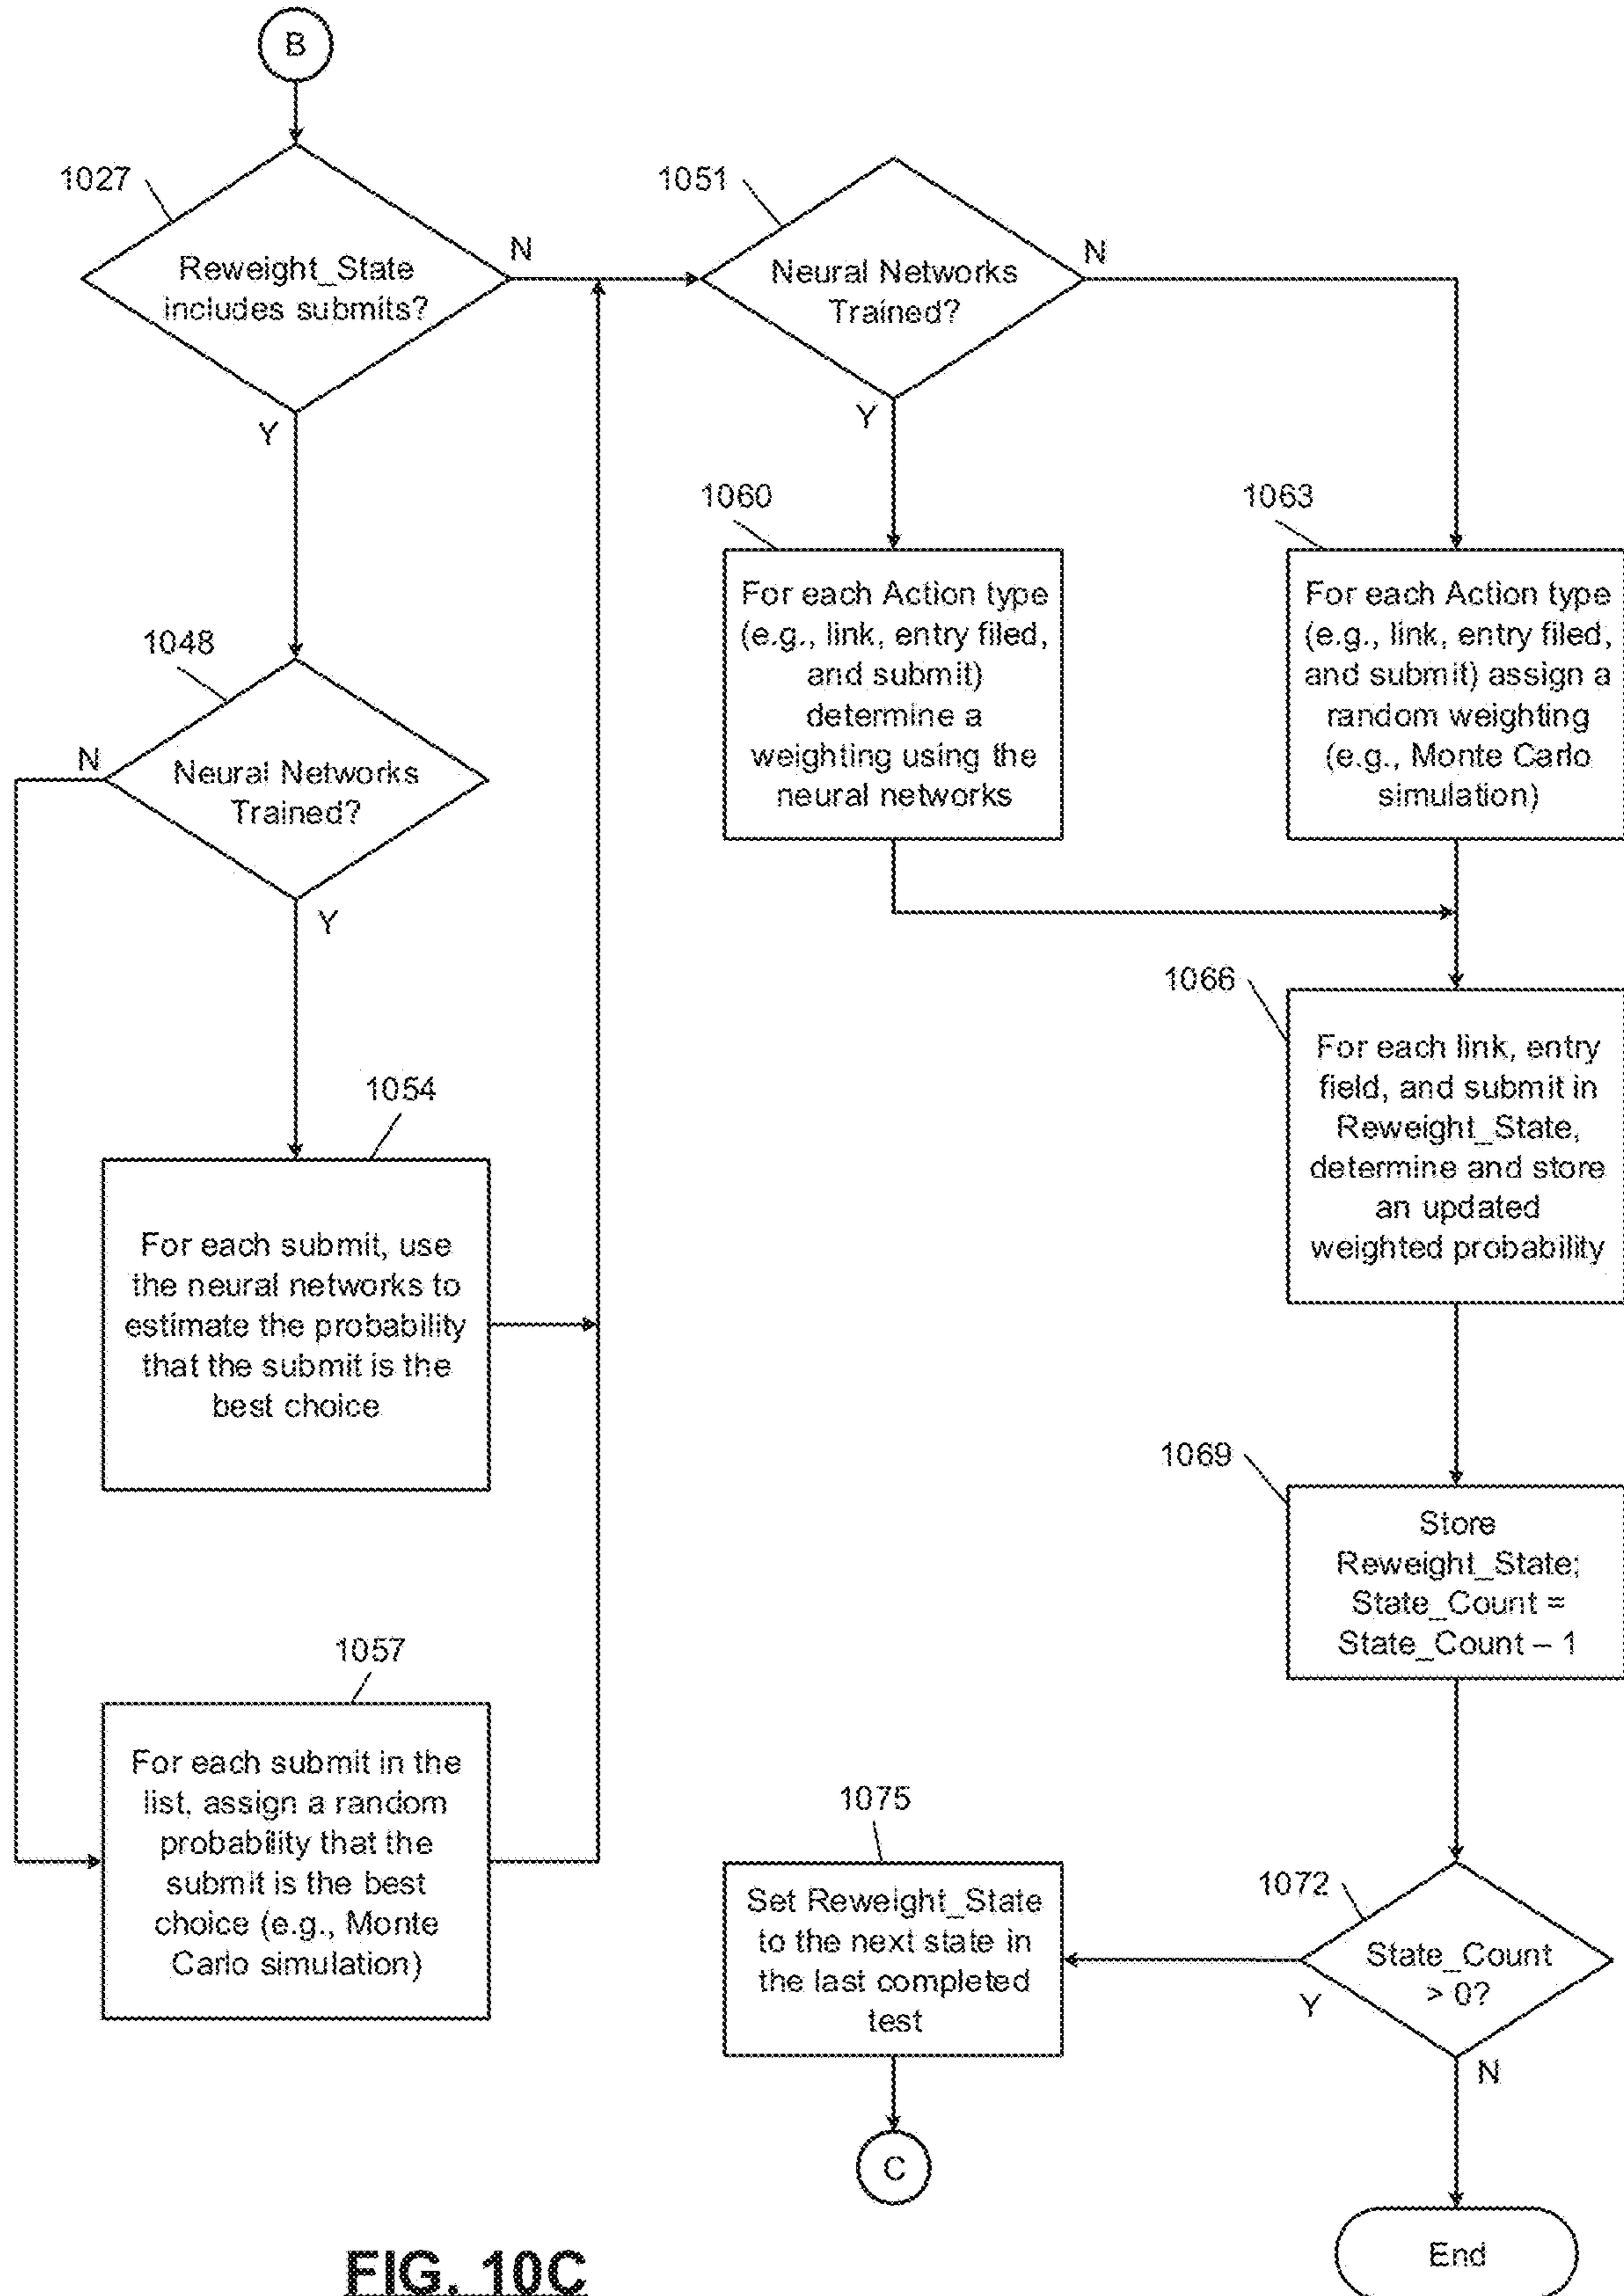 B
1027
Reweight_State
includes submits?
N
Y
1051
Neural Networks
Trained?
N
Y
1060
For each Action type
(e.g., link, entry filed,
and submit)
determine a
weighting using the
neural networks
1063
For each Action type
(e.g., link, entry filed,
and submit) assign a
random weighting
(e.g., Monte Carlo
simulation)
1048
Neural Networks
Trained?
N
Y
1066
For each link, entry
field, and submit in
Reweight_State,
determine and store
an updated
weighted probability
1054
For each submit, use
the neural networks to
estimate the probability
that the submit is the
best choice
1069
Store
Reweight_State;
State_Count =
State_Count – 1
1057
For each submit in the
list, assign a random
probability that the
submit is the best
choice (e.g., Monte
Carlo simulation)
1075
Set Reweight_State
to the next state in
the last completed
test
1072
State_Count
> 0?
Y
N
C
End
FIG. 10C